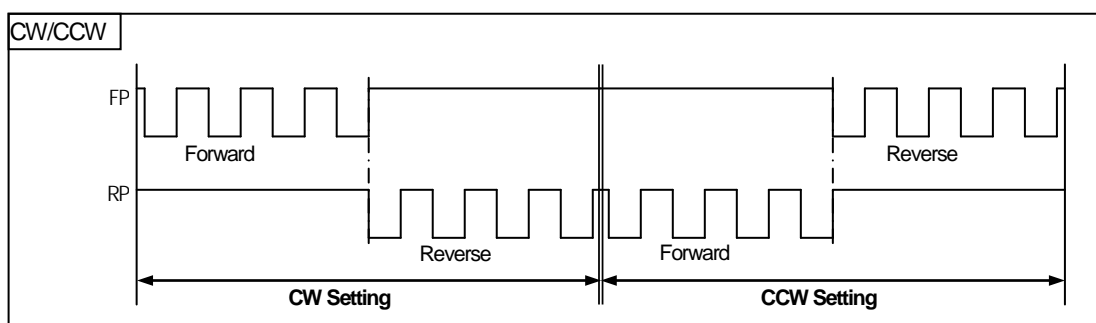 CW/CCW
FP
Forward
Reverse
RP
Reverse
Forward
CW Setting
CCW Setting